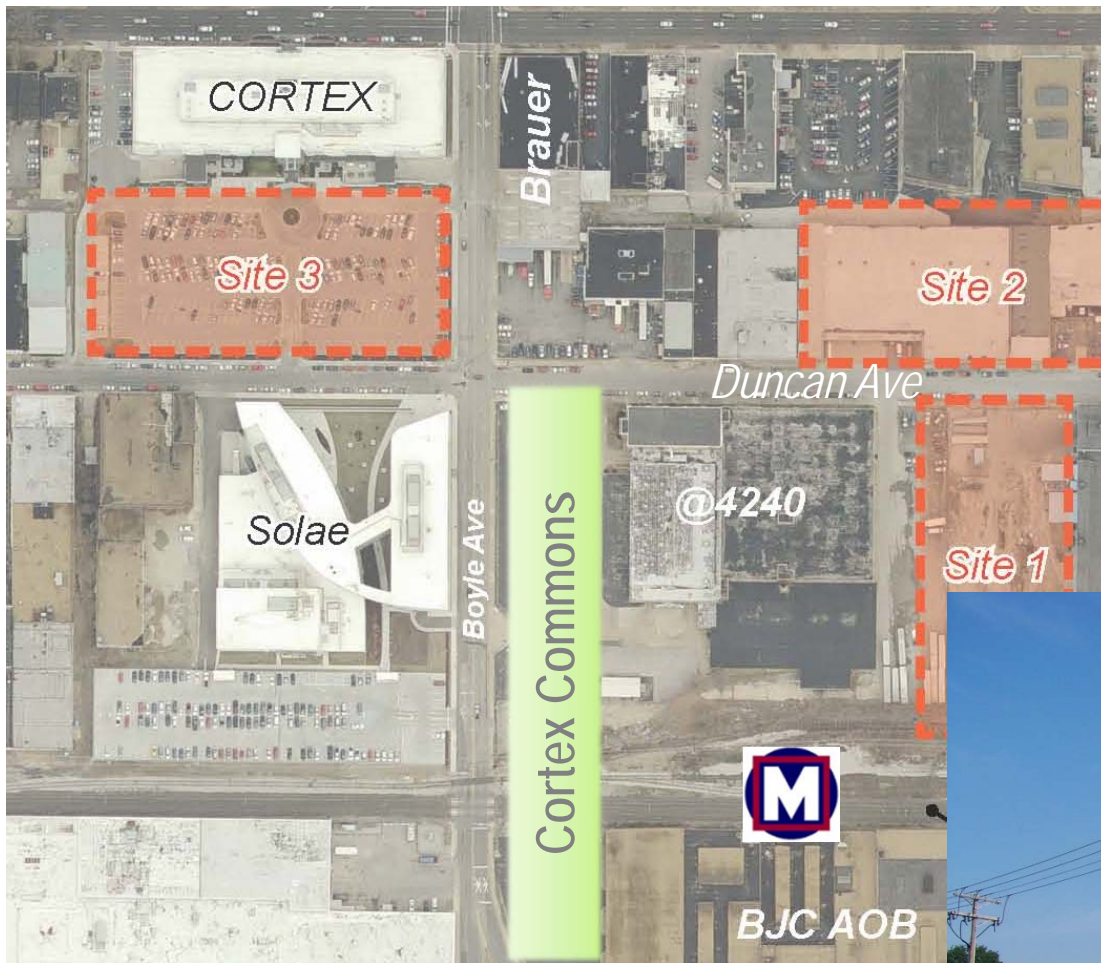 CORTEX
Brauer
Site 3
Site 2
Duncan Ave
@4240
Solae
Boyle Ave
Cortex Commons
Site 1
M
BJC AOB